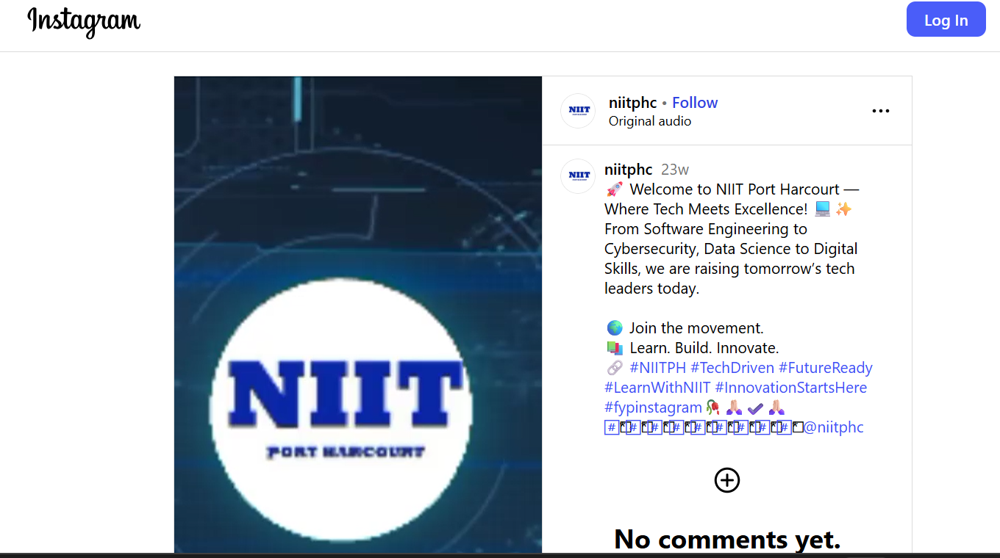 Instagram
Log In
NIIT
PORT HARCOURT
NIIT
niitphc • Follow
Original audio
NIIT
niitphc 23w
🚀 Welcome to NIIT Port Harcourt —
Where Tech Meets Excellence! 💻 ✨
From Software Engineering to
Cybersecurity, Data Science to Digital
Skills, we are raising tomorrow’s tech
leaders today.
🌍 Join the movement.
📚 Learn. Build. Innovate.
🔗 #NIITPH #TechDriven #FutureReady
#LearnWithNIIT #InnovationStartsHere
#fypinstagram🥀🙏🏻✔🙏🏻
@niitphc
No comments yet.